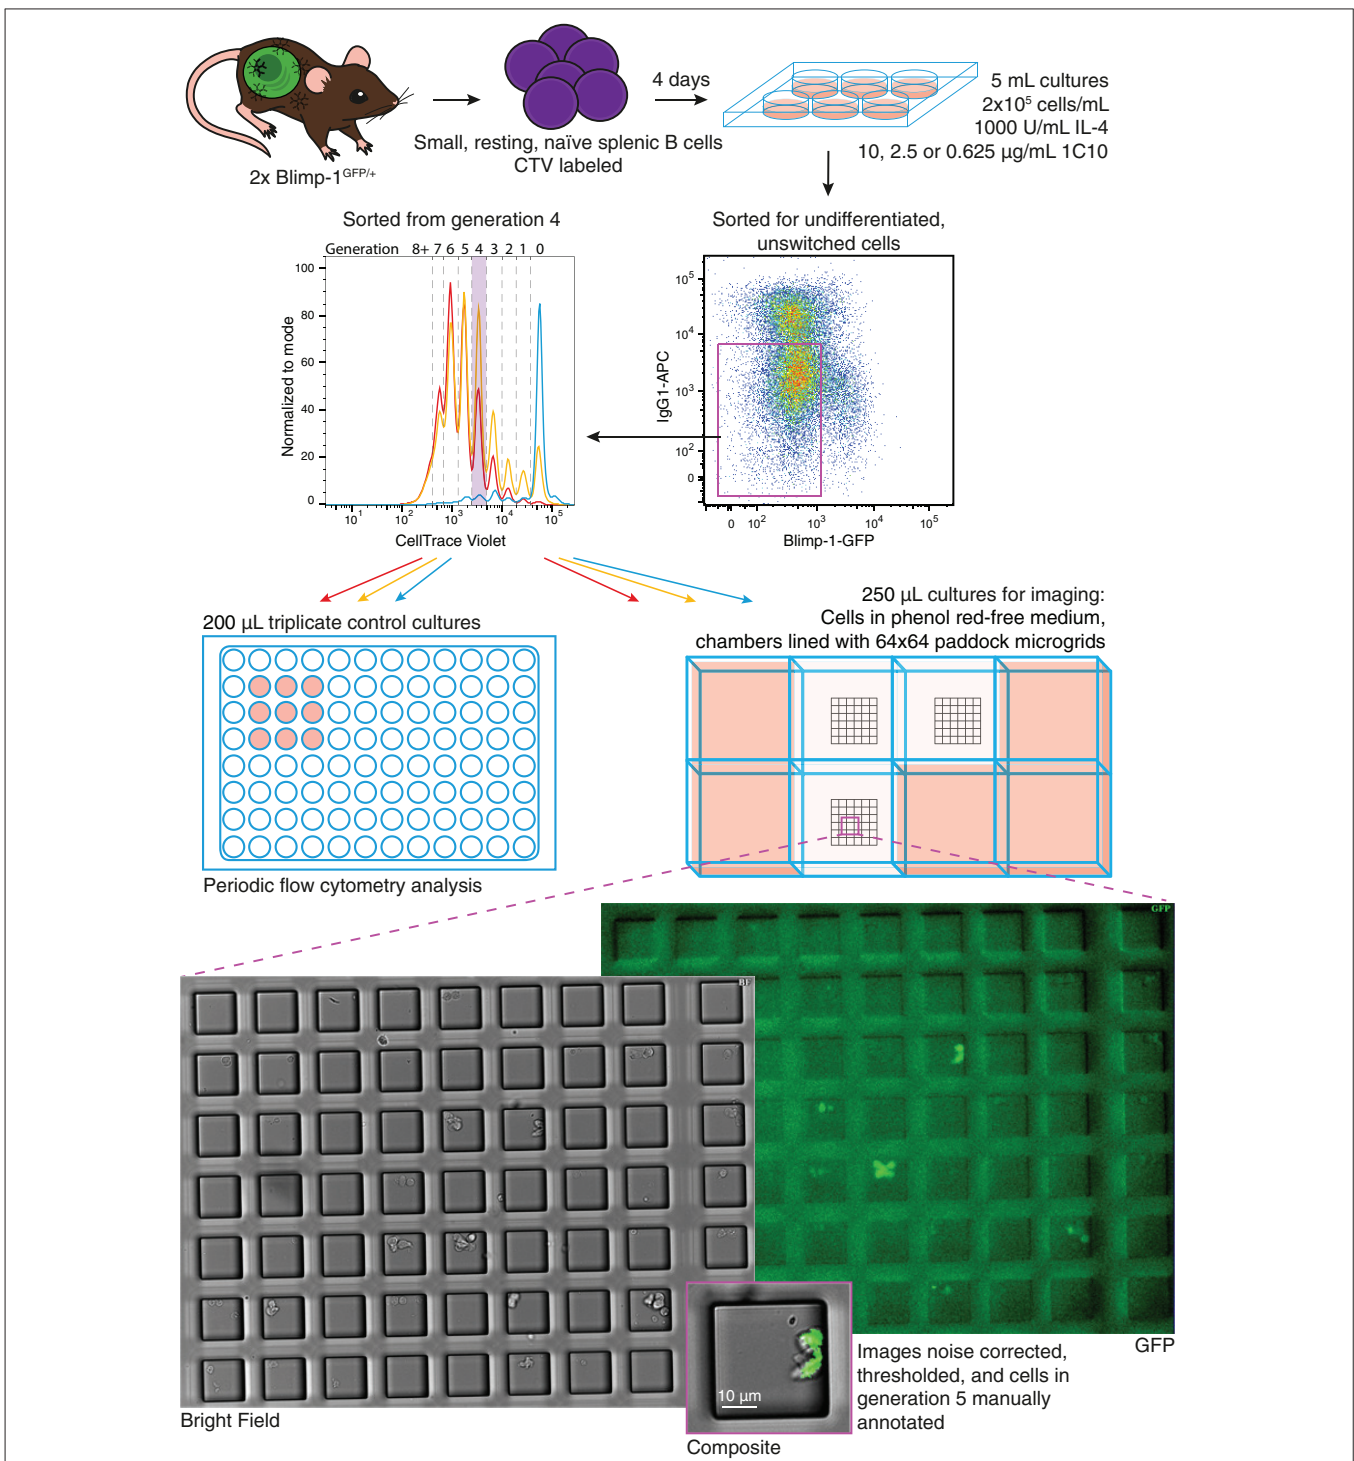 4 days
5 mL cultures
2x10⁵ cells/mL
1000 U/mL IL-4
10, 2.5 or 0.625 µg/mL 1C10
Small, resting, naïve splenic B cells
CTV labeled
2x Blimp-1ᴳᶠᴾ/⁺
Sorted from generation 4
Generation 8+ 7 6 5 4 3 2 1 0
Normalized to mode
100
80
60
40
20
0
10¹ 10² 10³ 10⁴ 10⁵
CellTrace Violet
Sorted for undifferentiated,
unswitched cells
IgG1-APC
10⁵
10⁴
10³
10²
0
0 10² 10³ 10⁴ 10⁵
Blimp-1-GFP
200 µL triplicate control cultures
Periodic flow cytometry analysis
250 µL cultures for imaging:
Cells in phenol red-free medium,
chambers lined with 64x64 paddock microgrids
GFP
BF
GFP
Bright Field
10 µm
Composite
Images noise corrected,
thresholded, and cells in
generation 5 manually
annotated